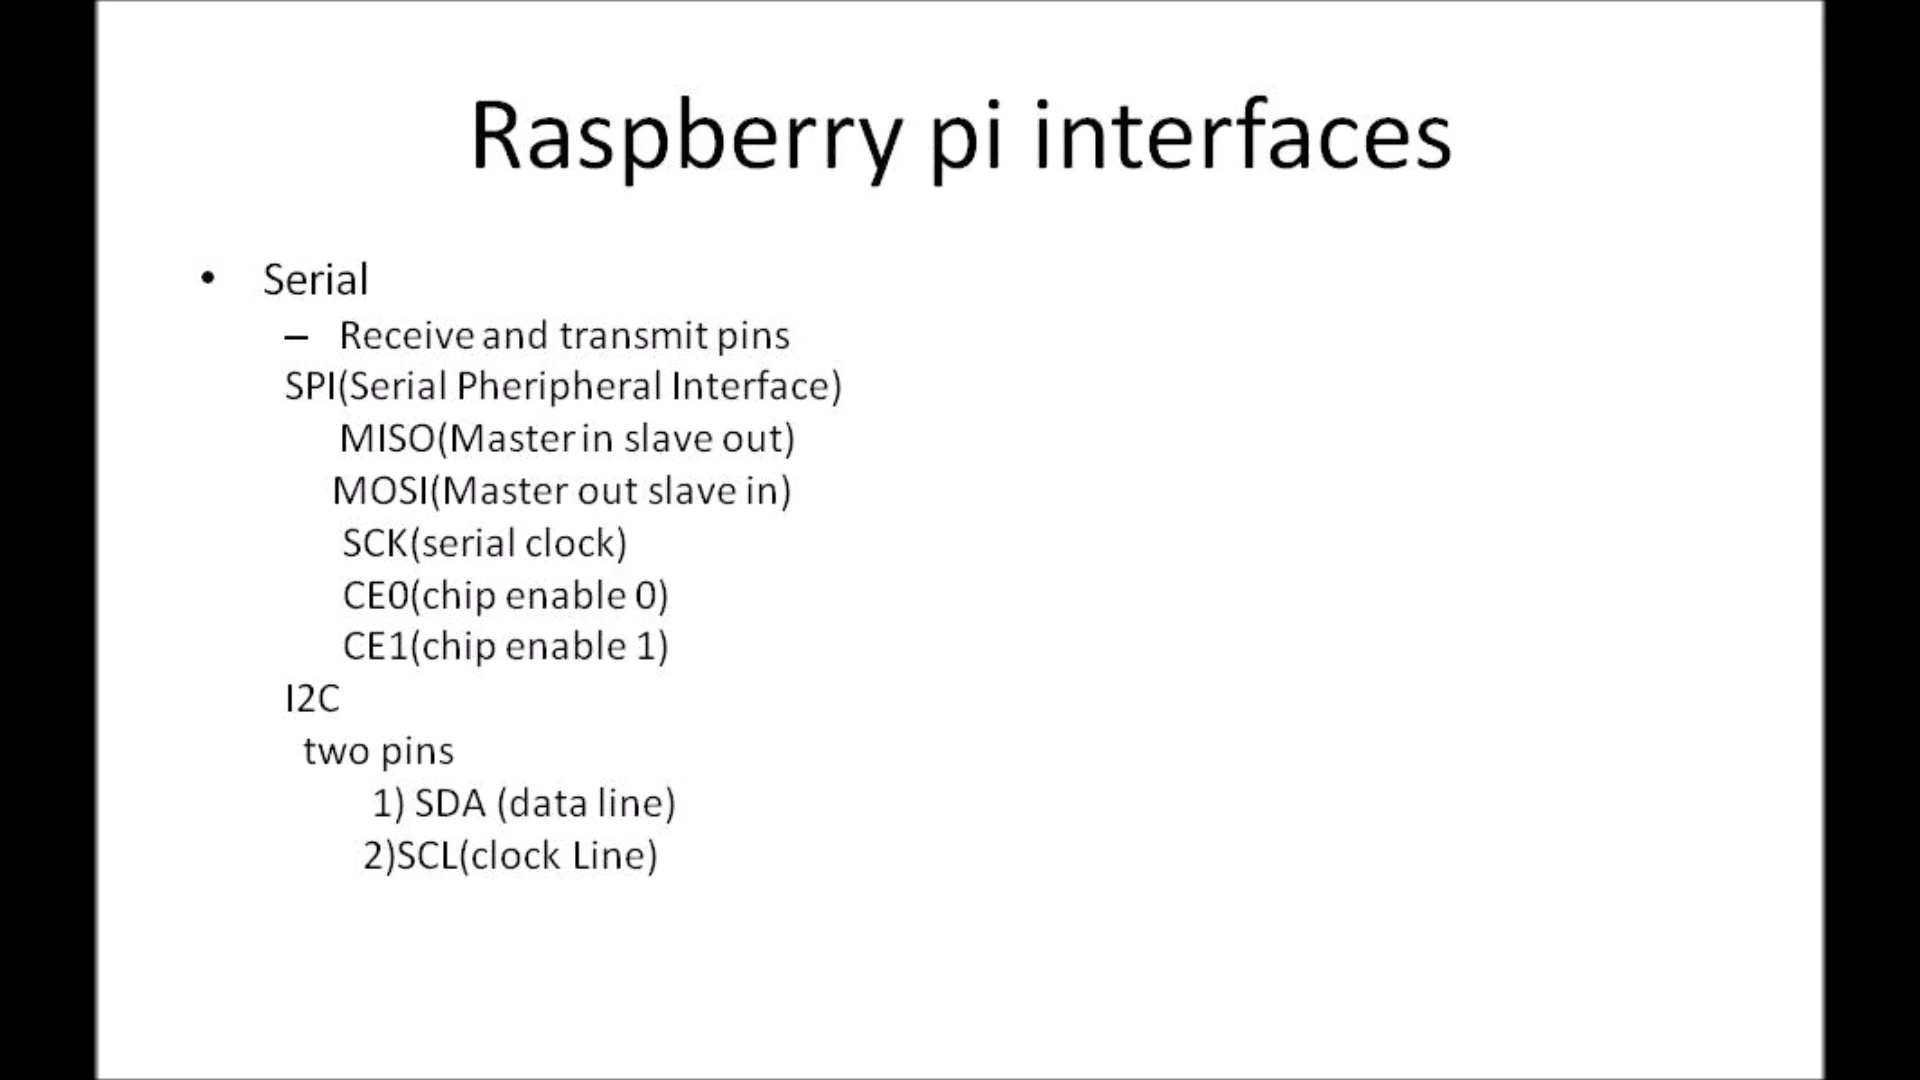 Raspberry pi interfaces
• Serial
– Receive and transmit pins
SPI(Serial Pheripheral Interface)
MISO(Master in slave out)
MOSI(Master out slave in)
SCK(serial clock)
CE0(chip enable 0)
CE1(chip enable 1)
I2C
two pins
1) SDA (data line)
2)SCL(clock Line)